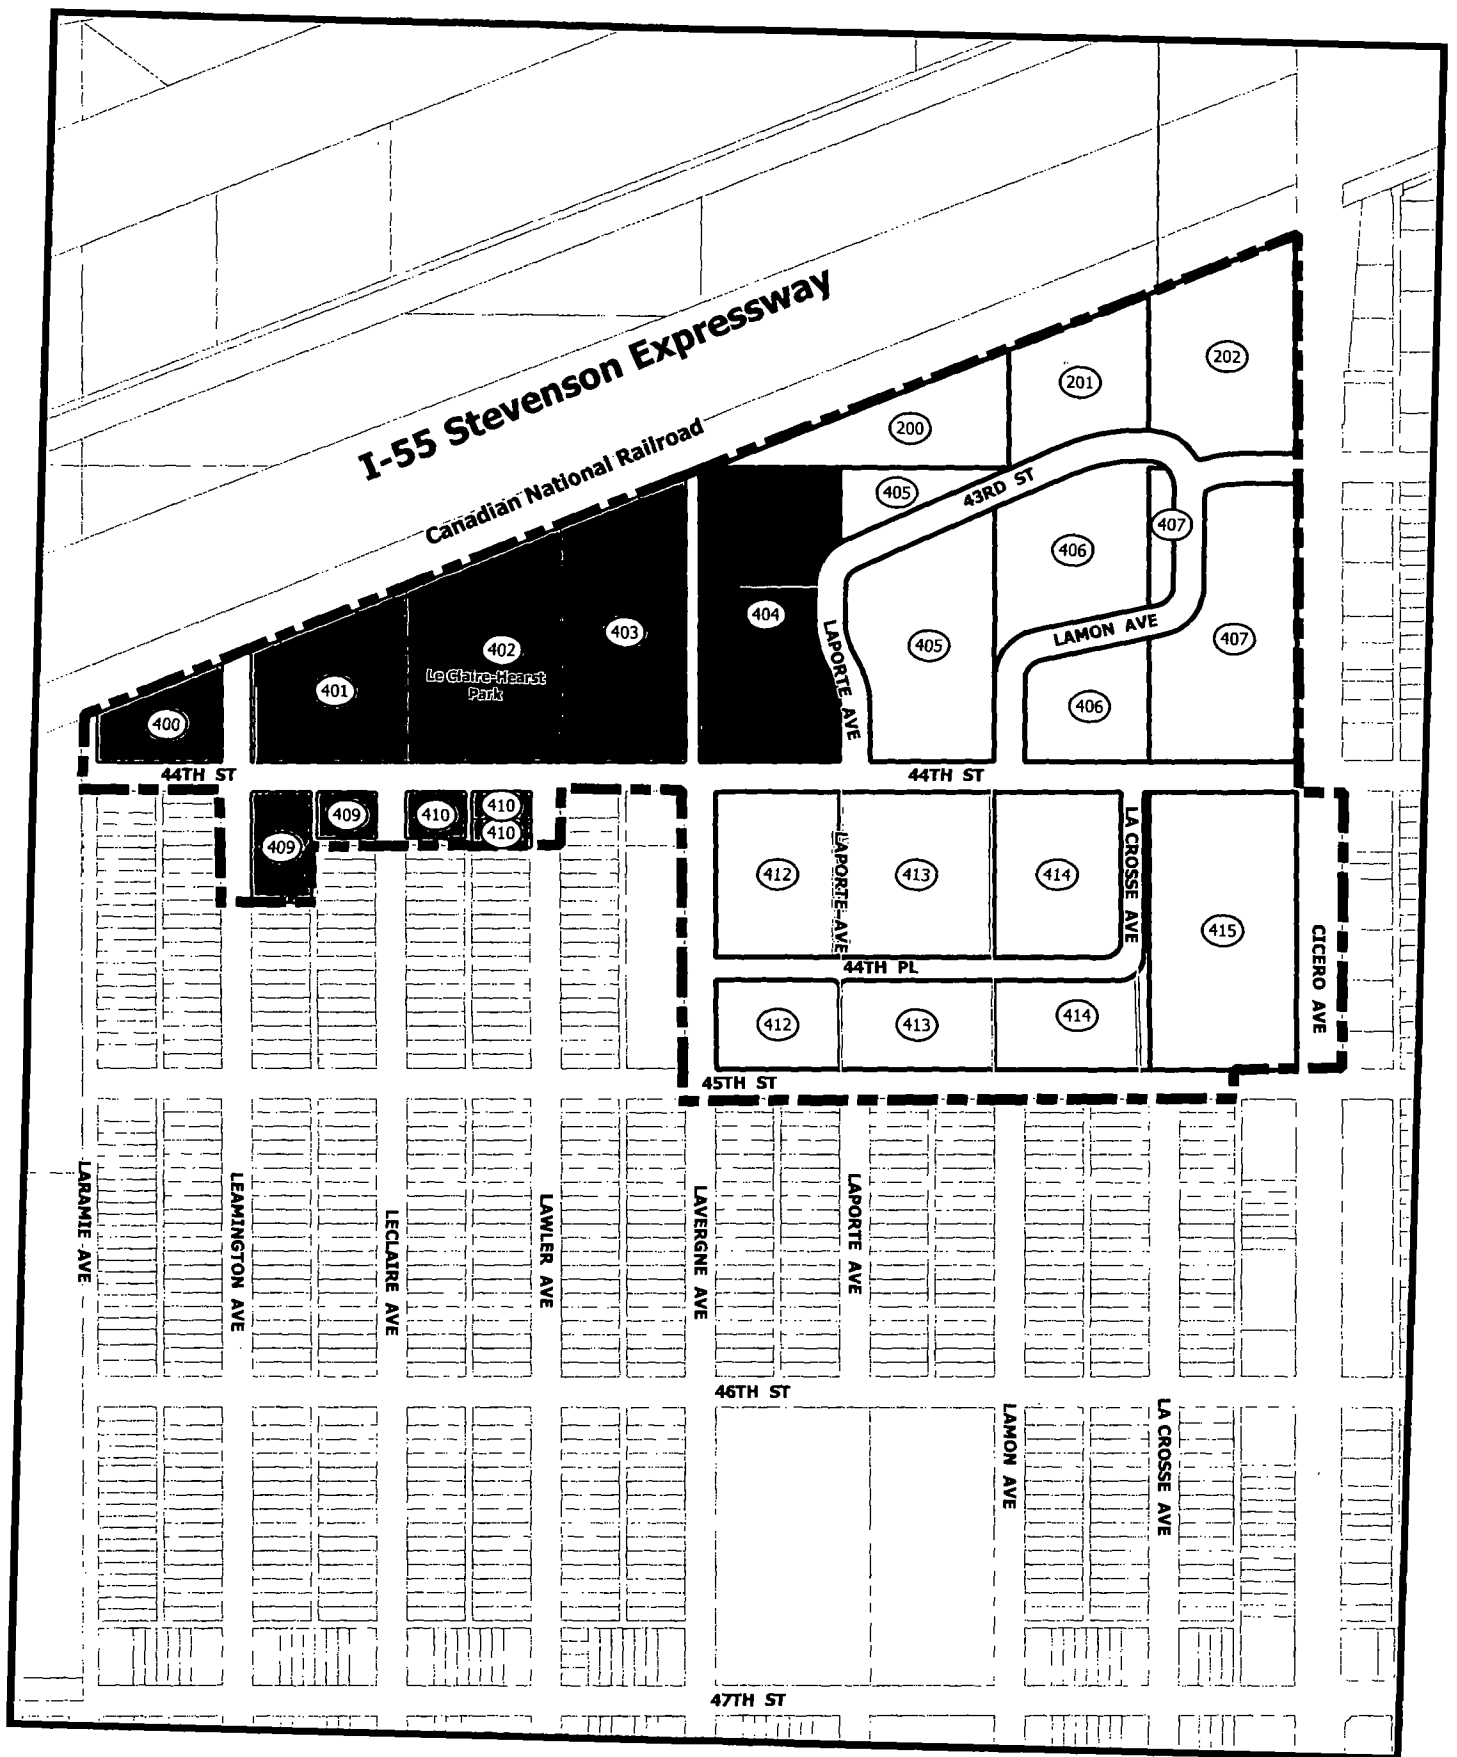 I-55 Stevenson Expressway
Canadian National Railroad
202
201
200
405
43RD ST
407
406
404
403
402
Le Claire-Hearst
Park
401
400
LAPORTE AVE
405
LAMON AVE
407
406
44TH ST
44TH ST
409
410
410
410
409
412
LAPORTE AVE
413
414
LA CROSSE AVE
415
CICERO AVE
44TH PL
412
413
414
45TH ST
LARAMIE AVE
LEAMINGTON AVE
LECLAIRE AVE
LAWLER AVE
LAVERGNE AVE
LAPORTE AVE
46TH ST
LAMON AVE
LA CROSSE AVE
47TH ST